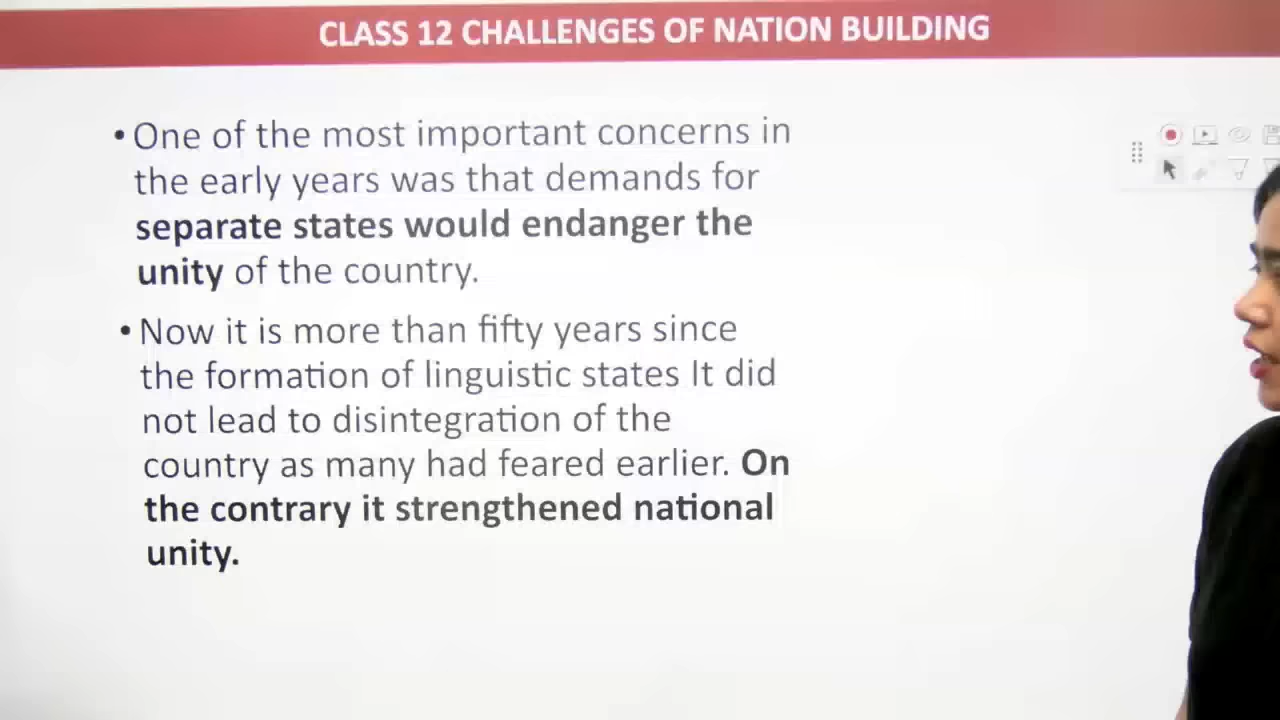 CLASS 12 CHALLENGES OF NATION BUILDING
• One of the most important concerns in
the early years was that demands for
separate states would endanger the
unity of the country.
• Now it is more than fifty years since
the formation of linguistic states It did
not lead to disintegration of the
country as many had feared earlier. On
the contrary it strengthened national
unity.